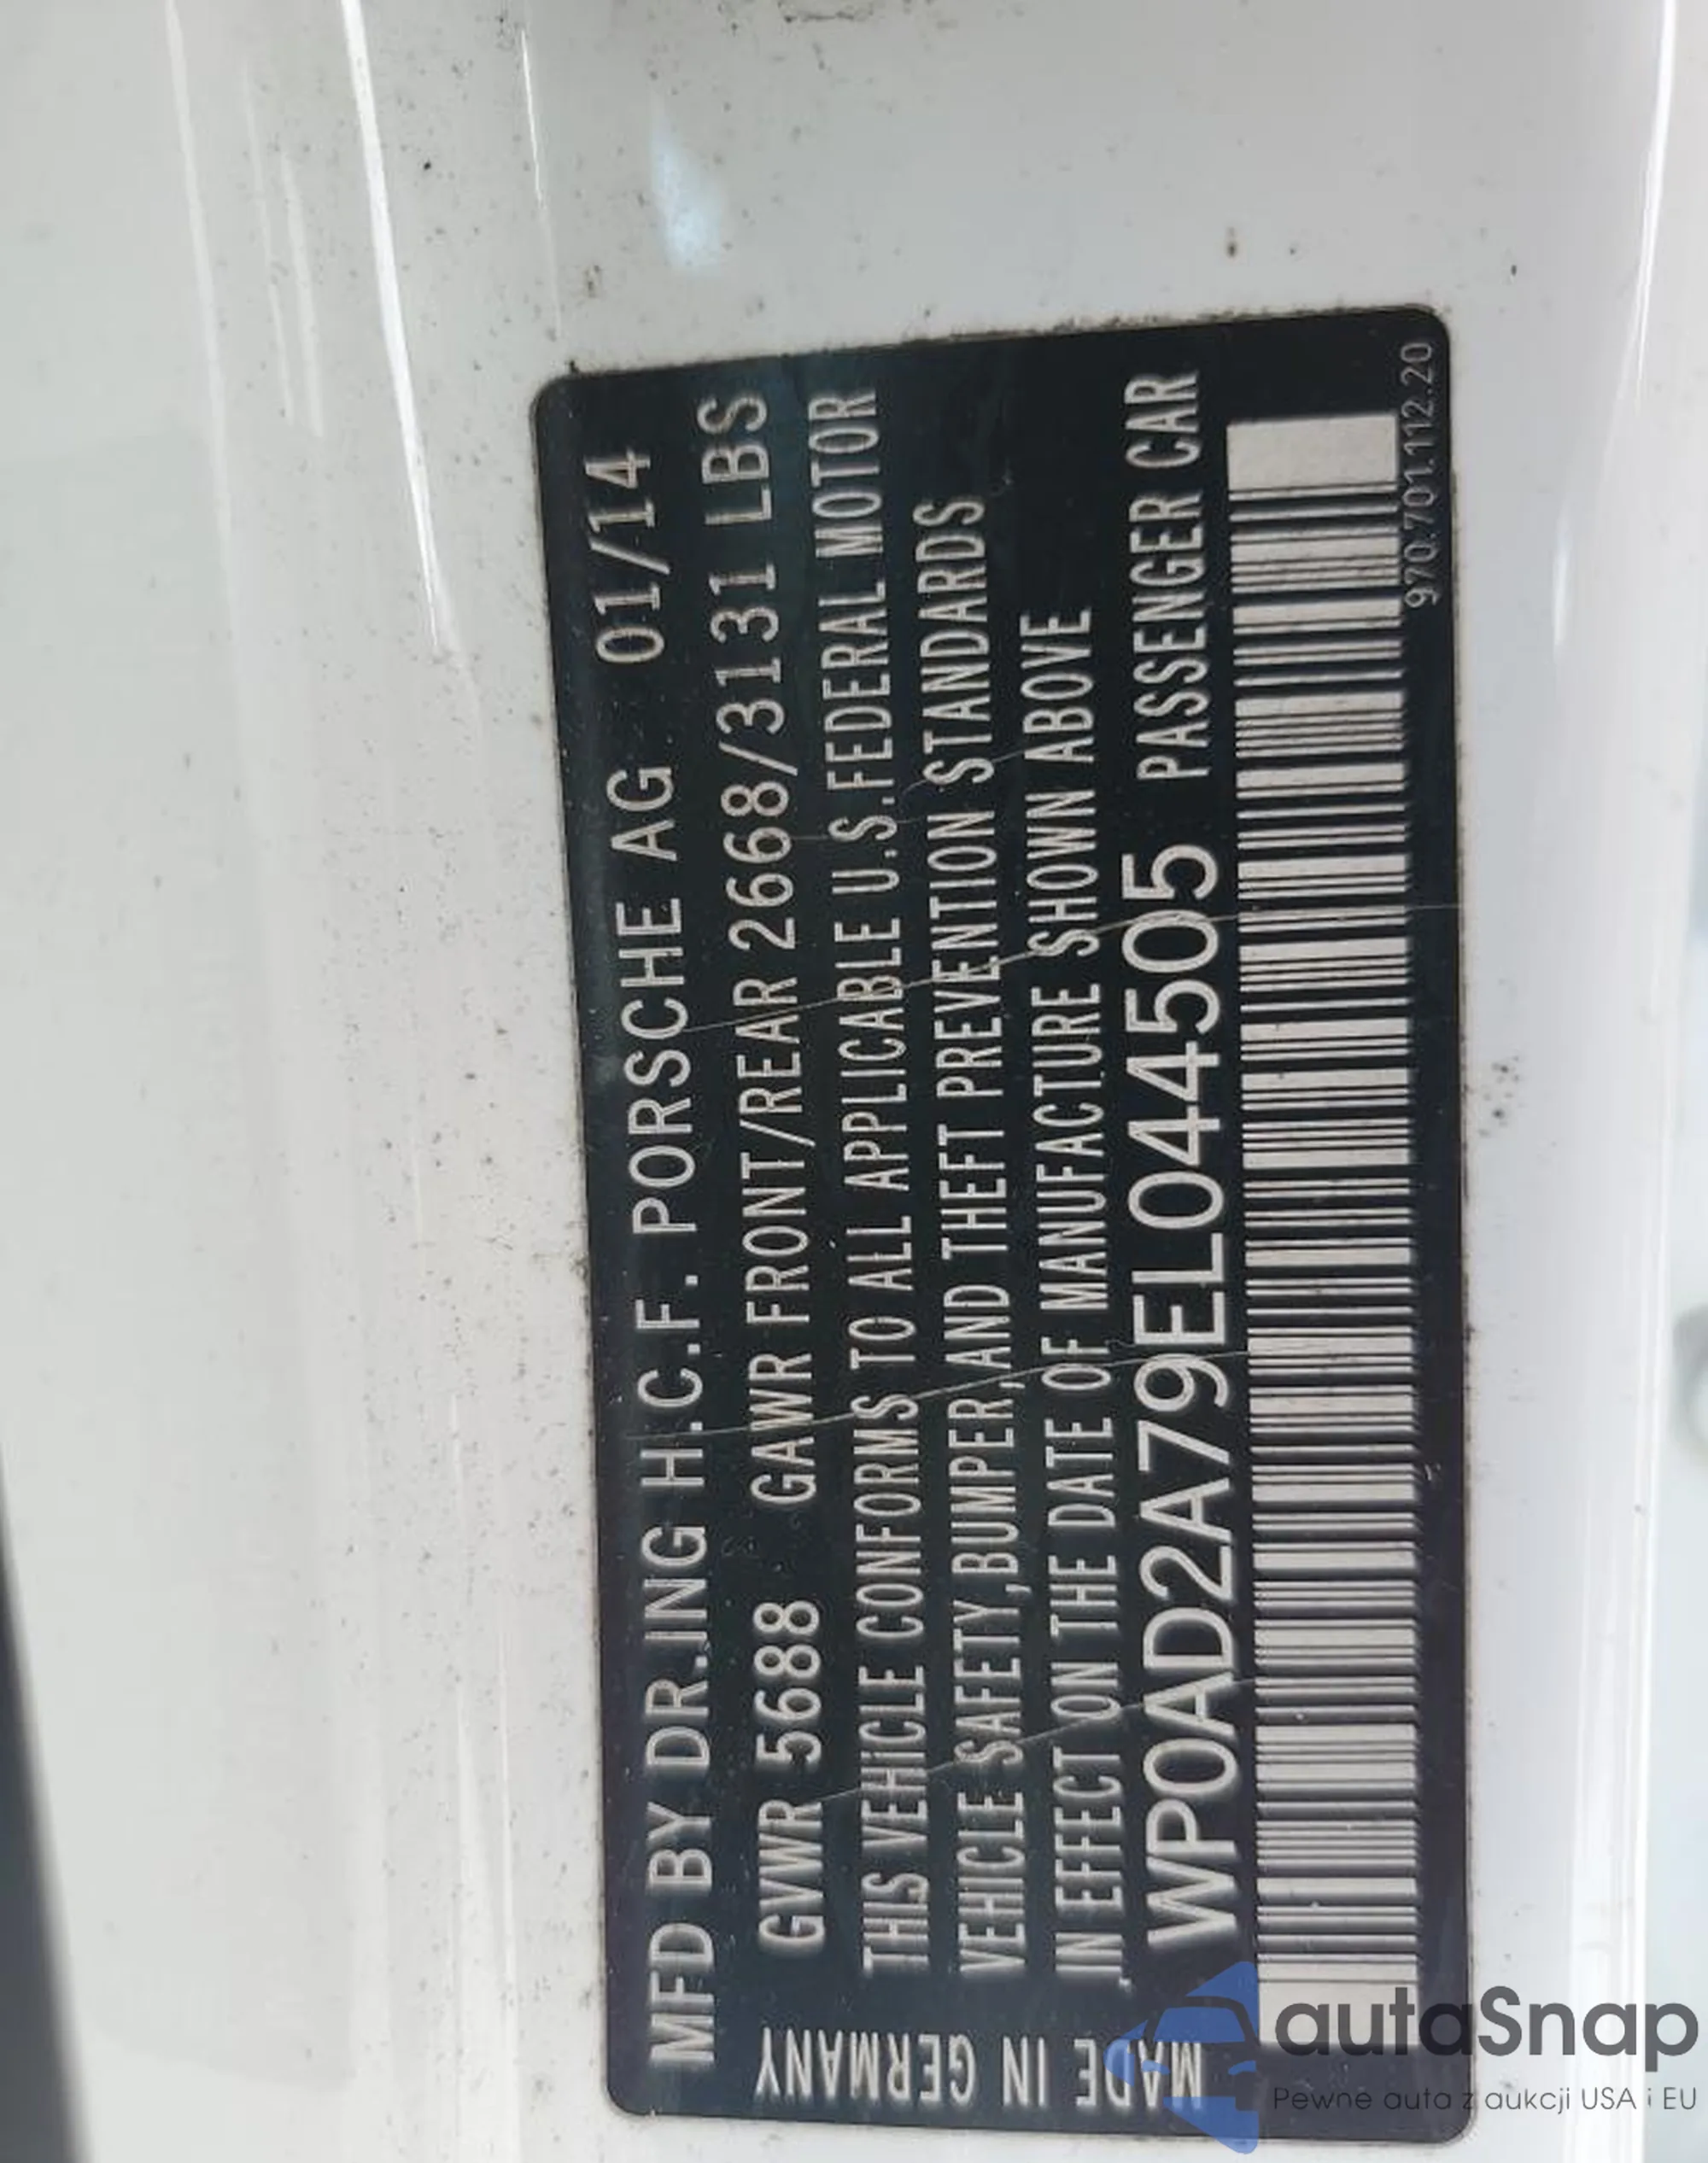 MFD BY DR.ING H.C.F. PORSCHE AG 01/14
GVWR 5688 GAWR FRONT/REAR 2668/3131 LBS
THIS VEHICLE CONFORMS TO ALL APPLICABLE U.S.FEDERAL MOTOR
VEHICLE SAFETY,BUMPER,AND THEFT PREVENTION STANDARDS
IN EFFECT ON THE DATE OF MANUFACTURE SHOWN ABOVE
WP0AD2A79EL044505 PASSENGER CAR
970.701.112.20
MADE IN GERMANY
autaSnap
Pewne auta z aukcji USA i EU